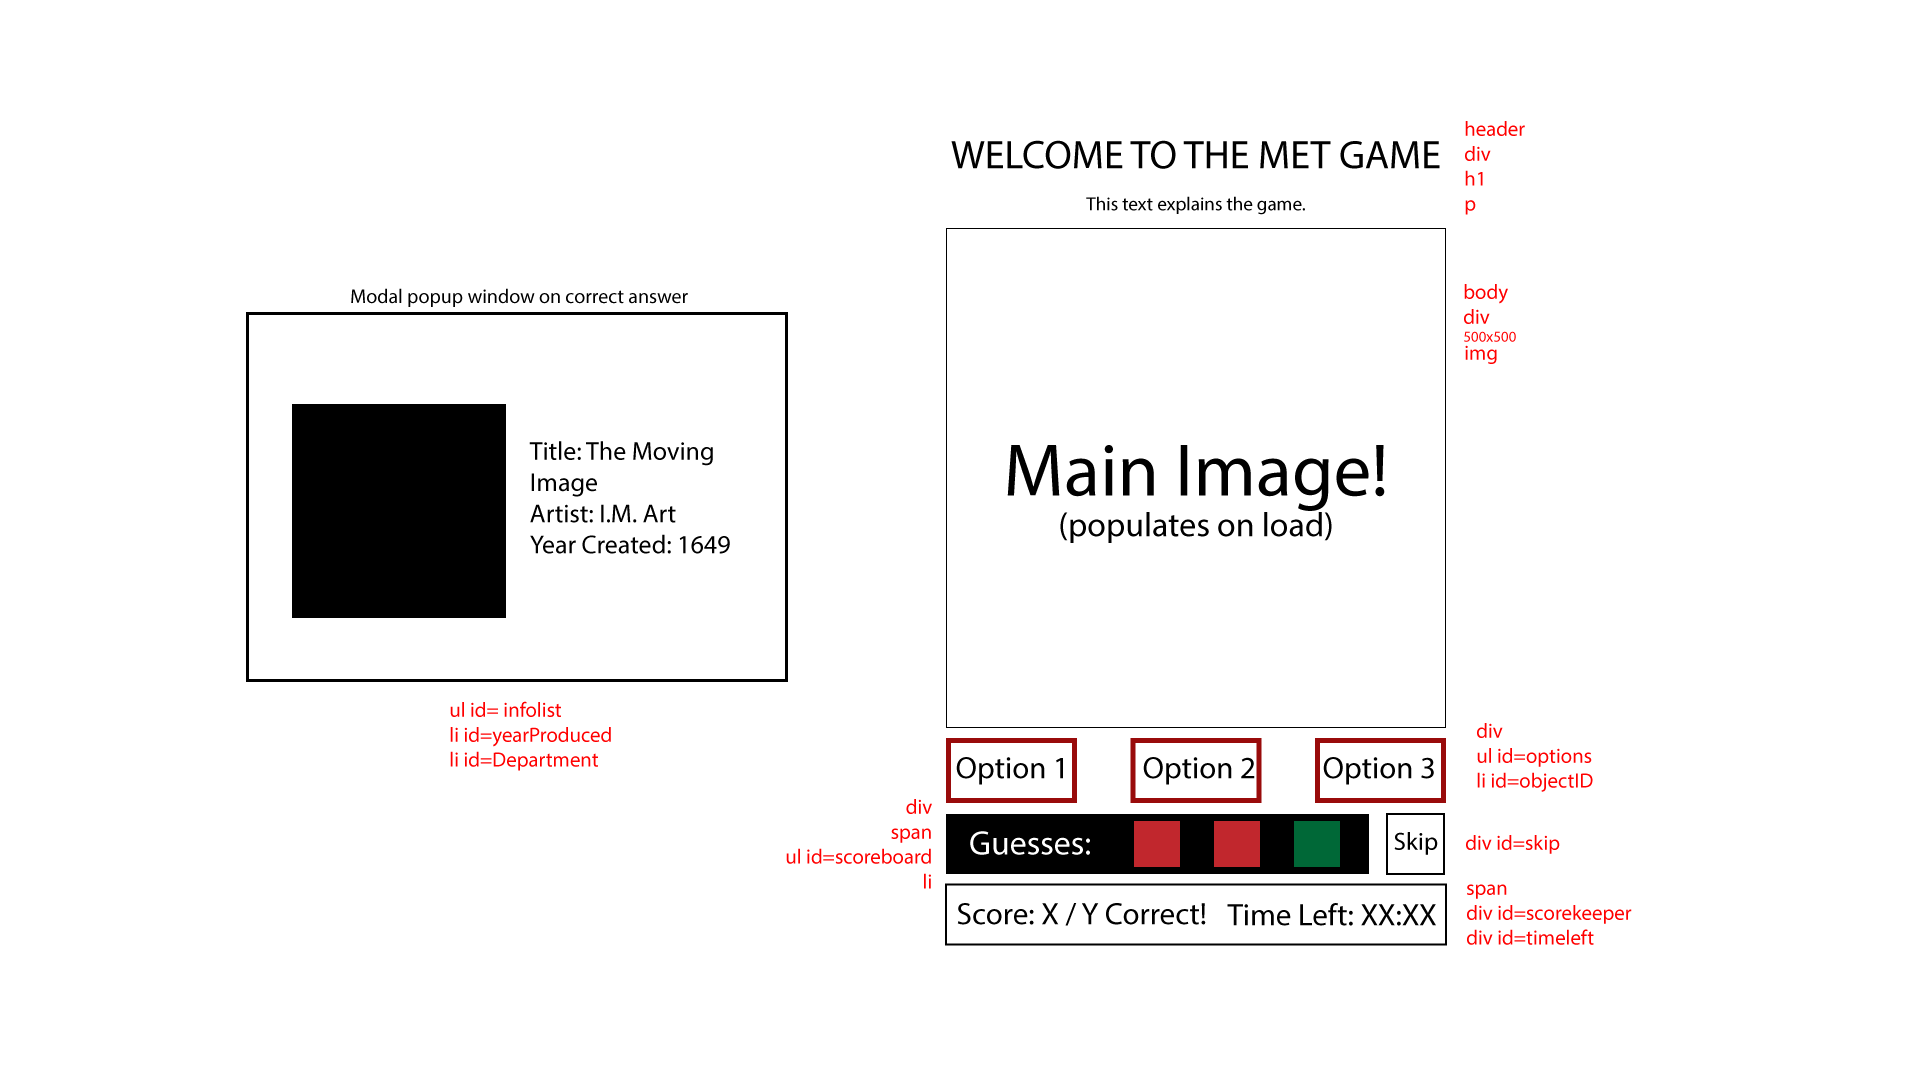 WELCOME TO THE MET GAME
This text explains the game.
header
div
h1
p
body
div
500x500
img
Main Image!
(populates on load)
Modal popup window on correct answer
Title: The Moving
Image
Artist: I.M. Art
Year Created: 1649
ul id= infolist
li id=yearProduced
li id=Department
Option 1
Option 2
Option 3
div
ul id=options
li id=objectID
div
span
ul id=scoreboard
li
Guesses:
Skip
div id=skip
Score: X / Y Correct!
Time Left: XX:XX
span
div id=scorekeeper
div id=timeleft